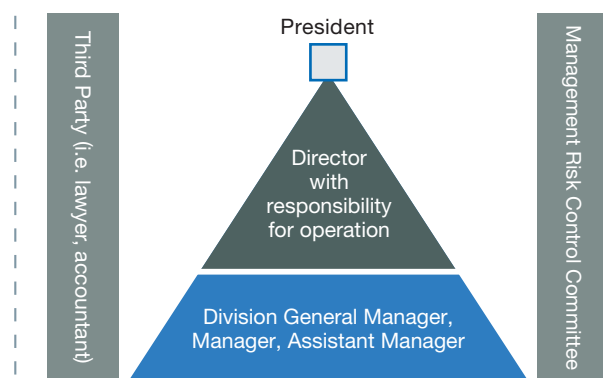 President
Third Party (i.e. lawyer, accountant)
Director
with
responsibility
for operation
Division General Manager,
Manager, Assistant Manager
Management Risk Control Committee